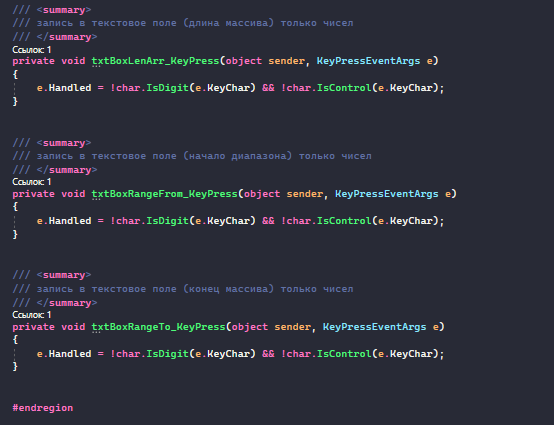 /// <summary>
/// запись в текстовое поле (длина массива) только чисел
/// </summary>
Ссылок: 1
private void txtBoxLenArr_KeyPress(object sender, KeyPressEventArgs e)
{
e.Handled = !char.IsDigit(e.KeyChar) && !char.IsControl(e.KeyChar);
}
/// <summary>
/// запись в текстовое поле (начало диапазона) только чисел
/// </summary>
Ссылок: 1
private void txtBoxRangeFrom_KeyPress(object sender, KeyPressEventArgs e)
{
e.Handled = !char.IsDigit(e.KeyChar) && !char.IsControl(e.KeyChar);
}
/// <summary>
/// запись в текстовое поле (конец массива) только чисел
/// </summary>
Ссылок: 1
private void txtBoxRangeTo_KeyPress(object sender, KeyPressEventArgs e)
{
e.Handled = !char.IsDigit(e.KeyChar) && !char.IsControl(e.KeyChar);
}
#endregion